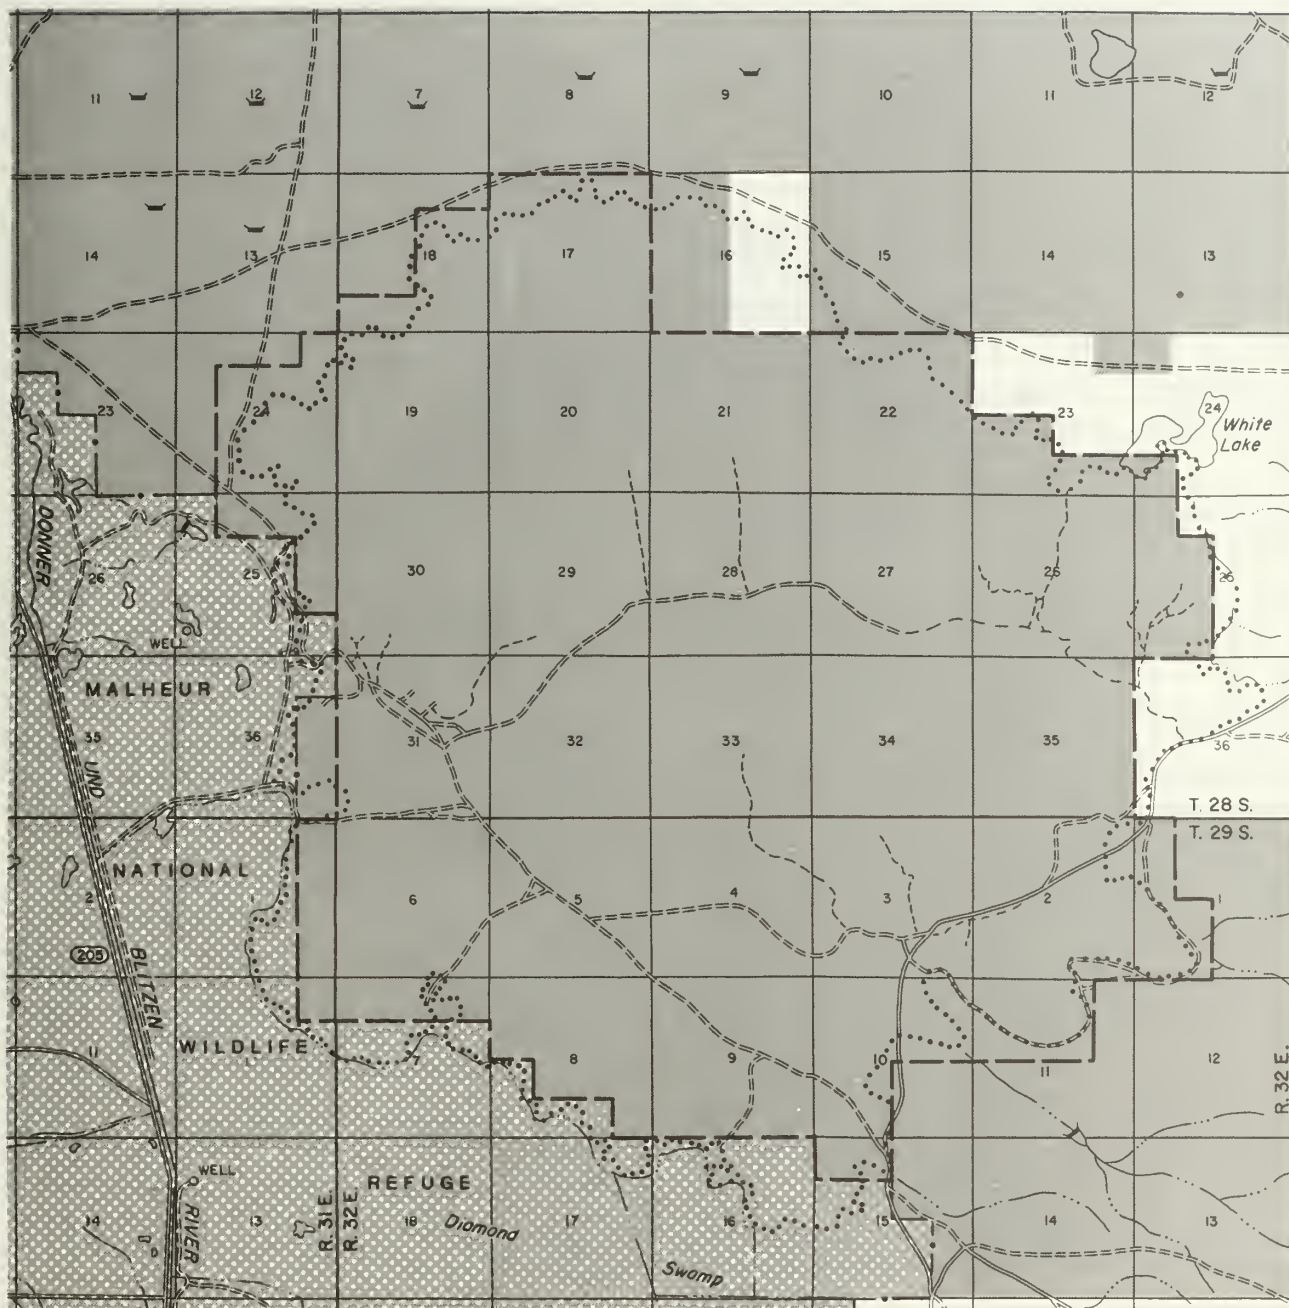 11 12 7 8 9 10 11 12
14 13 18 17 16 15 14 13
23 24 19 20 21 22 23 24
White
Lake
DONNER
26 25 30 29 28 27 26 25
WELL
MALHEUR
35 36 31 32 33 34 35 36
UND
T. 28 S.
T. 29 S.
NATIONAL
2 6 5 4 3 2 1
205
BLITZEN
WILDLIFE
11 7 8 9 10 11 12
R. 32 E.
WELL
REFUGE
R. 31 E.
R. 32 E.
14 13 18 17 16 15 14 13
RIVER
Diamond
Swamp